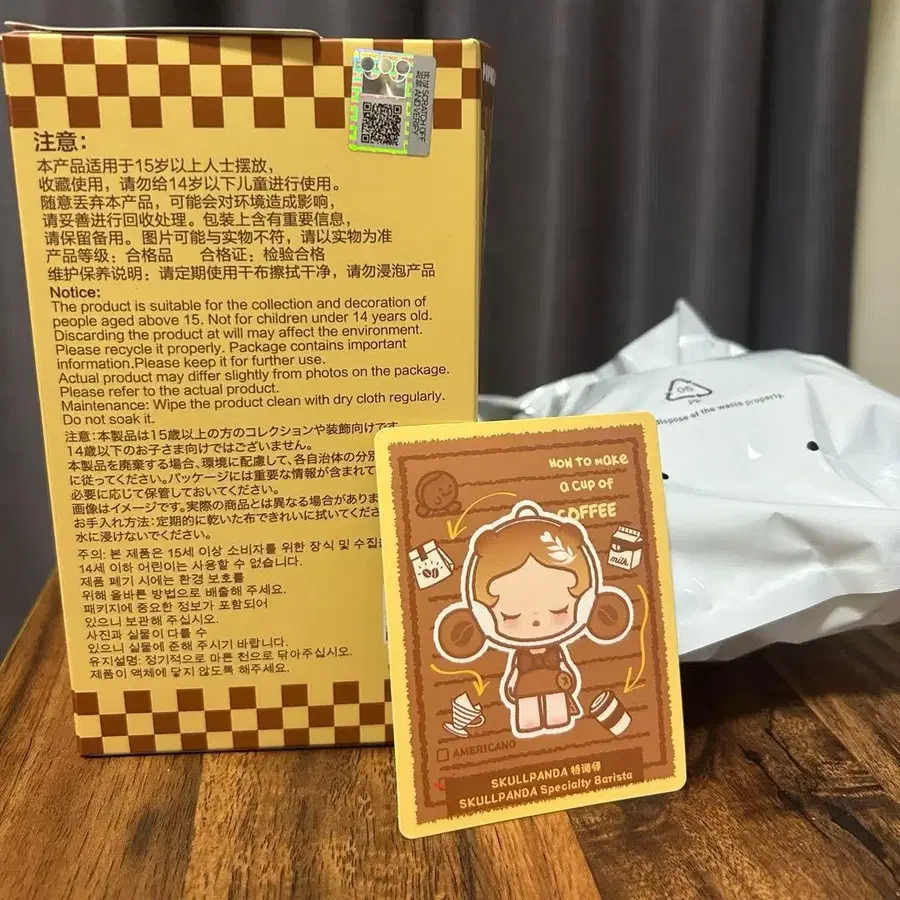 开涂 SCRATCH OFF
刮验 AND VERIFY
注意:
本产品适用于15岁以上人士摆放,
收藏使用,请勿给14岁以下儿童进行使用。
随意丢弃本产品,可能会对环境造成影响,
请妥善进行回收处理。包装上含有重要信息,
请保留备用。图片可能与实物不符,请以实物为准
产品等级:合格品 合格证:检验合格
维护保养说明:请定期使用干布擦拭干净,请勿浸泡产品
Notice:
The product is suitable for the collection and decoration of
people aged above 15. Not for children under 14 years old.
Discarding the product at will may affect the environment.
Please recycle it properly. Package contains important
information.Please keep it for further use.
Actual product may differ slightly from photos on the package.
Please refer to the actual product.
Maintenance: Wipe the product clean with dry cloth regularly.
Do not soak it.
注意:本製品は15歳以上の方のコレクションや装飾向けです。
14歳以下のお子さま向けではございません。
本製品を廃棄する場合、環境に配慮して、各自治体の分別
に従ってください。パッケージには重要な情報が含まれて
必要に応じて保管しておいてください。
画像はイメージです。実際の商品とは異なる場合がありま
お手入れ方法:定期的に乾いた布できれいに拭いてくださ
水に浸けないでください。
주의: 본 제품은 15세 이상 소비자를 위한 장식 및 수집
14세 이하 어린이는 사용할 수 없습니다.
제품 폐기 시에는 환경 보호를
위해 올바른 방법으로 배출해 주세요.
패키지에 중요한 정보가 포함되어
있으니 보관해 주십시오.
사진과 실물이 다를 수
있으니 실물에 준해 주시기 바랍니다.
유지설명: 정기적으로 마른 천으로 닦아주십시오.
제품이 액체에 닿지 않도록 해주세요.
05
PP
dispose of the waste properly.
HOW TO MAKE
A CUP OF
COFFEE
milk
AMERICANO
SKULLPANDA 特调师
SKULLPANDA Specialty Barista